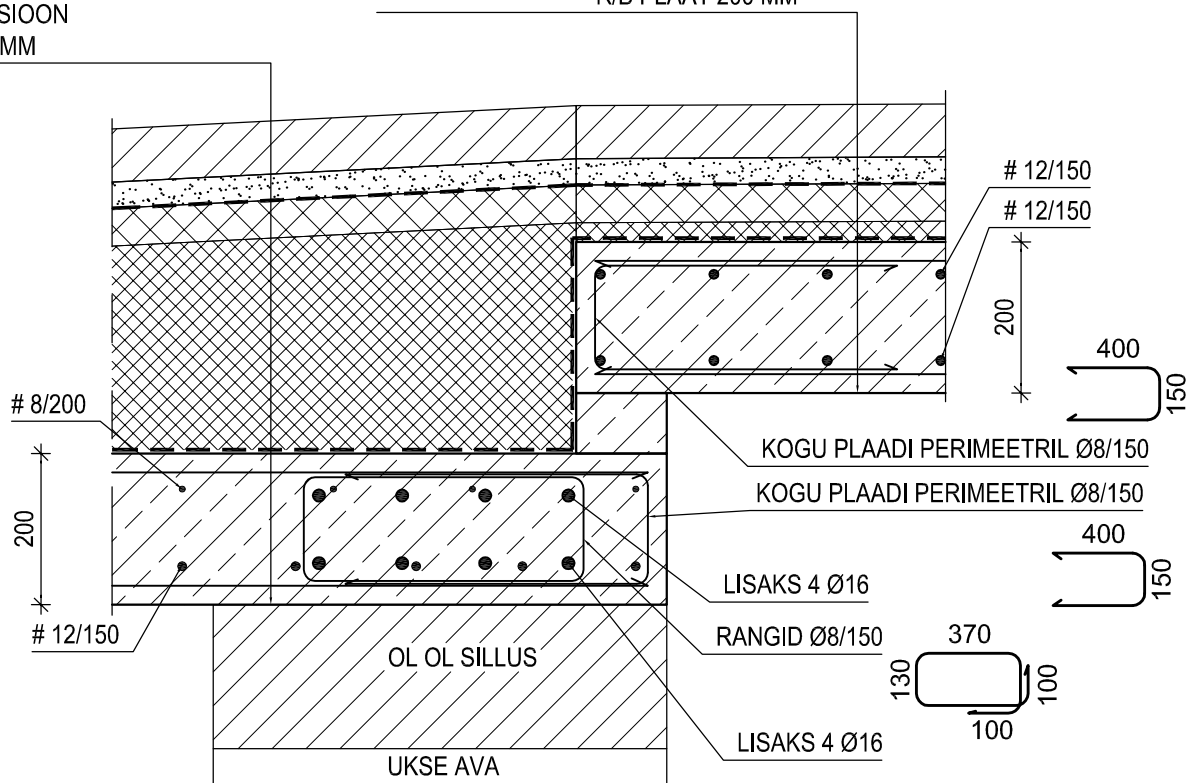 MM
# 12/150
# 12/150
200
400
150
# 8/200
KOGU PLAADI PERIMEETRIL Ø8/150
KOGU PLAADI PERIMEETRIL Ø8/150
200
400
150
LISAKS 4 Ø16
# 12/150
RANGID Ø8/150
OL OL SILLUS
370
130
100
100
LISAKS 4 Ø16
UKSE AVA